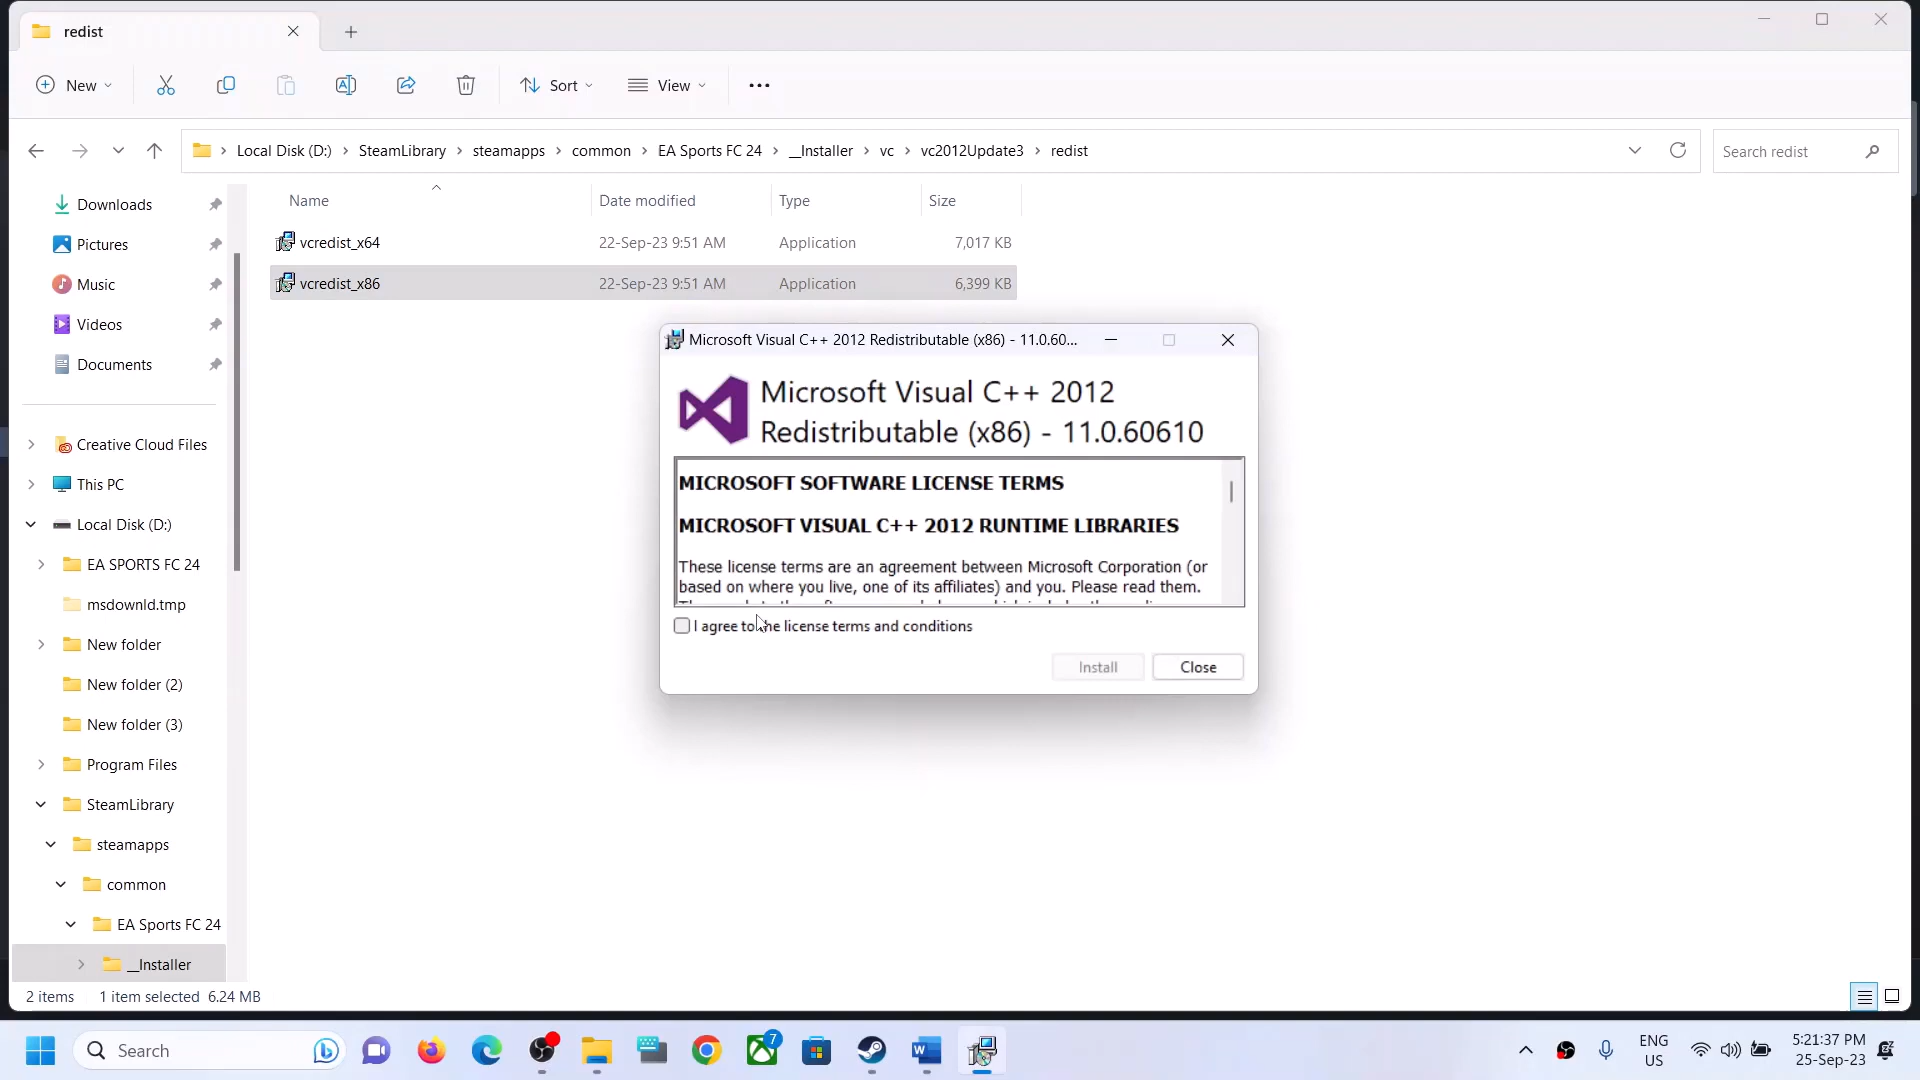 redist
New
Sort
View
Local Disk (D:) > SteamLibrary > steamapps > common > EA Sports FC 24 > __Installer > vc > vc2012Update3 > redist
Search redist
Name
Date modified
Type
Size
vcredist_x64
22-Sep-23 9:51 AM
Application
7,017 KB
vcredist_x86
22-Sep-23 9:51 AM
Application
6,399 KB
Downloads
Pictures
Music
Videos
Documents
Creative Cloud Files
This PC
Local Disk (D:)
EA SPORTS FC 24
msdownld.tmp
New folder
New folder (2)
New folder (3)
Program Files
SteamLibrary
steamapps
common
EA Sports FC 24
__Installer
2 items
1 item selected 6.24 MB
Microsoft Visual C++ 2012 Redistributable (x86) - 11.0.60...
Microsoft Visual C++ 2012
Redistributable (x86) - 11.0.60610
MICROSOFT SOFTWARE LICENSE TERMS
MICROSOFT VISUAL C++ 2012 RUNTIME LIBRARIES
These license terms are an agreement between Microsoft Corporation (or
based on where you live, one of its affiliates) and you. Please read them.
I agree to the license terms and conditions
Install
Close
Search
7
ENG
US
5:21:37 PM
25-Sep-23